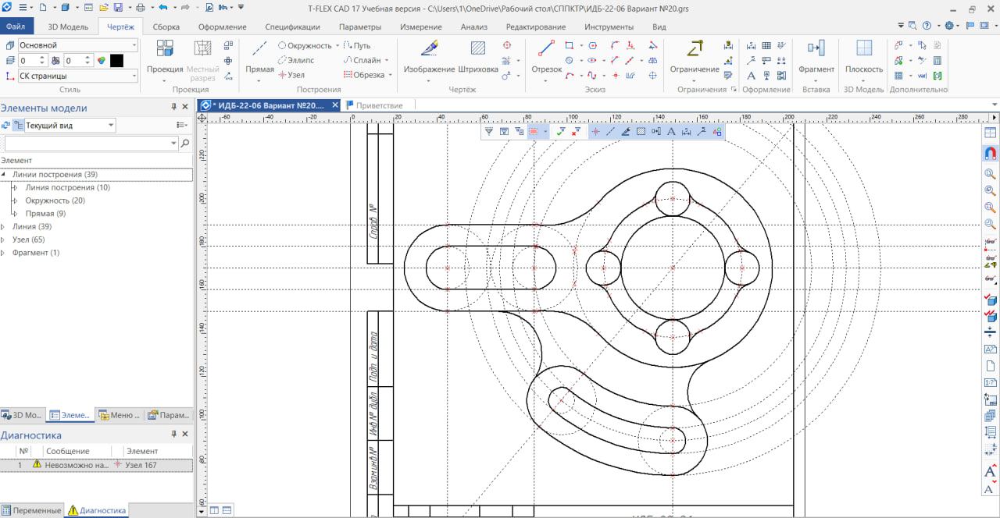 T-FLEX CAD 17 Учебная версия - C:\Users\1\OneDrive\Рабочий стол\СППКТР\ИДБ-22-06 Вариант №20.grs
Файл 3D Модель Чертёж Сборка Оформление Спецификации Параметры Измерение Анализ Редактирование Инструменты Вид
Основной
0 0
СК страницы
Стиль
Проекция
Местный разрез
Проекция
Прямая
Окружность
Эллипс
Узел
Путь
Сплайн
Обрезка
Построения
Изображение
Штриховка
Чертёж
Отрезок
Эскиз
Ограничение
Ограничения
Оформление
Фрагмент
Вставка
Плоскость
3D Модель
Дополнительно
Элементы модели
Текущий вид
Элемент
Линии построения (39)
Линия построения (10)
Окружность (20)
Прямая (9)
Линия (39)
Узел (65)
Фрагмент (1)
3D Мо... Элеме... Меню ... Парам...
Диагностика
№ Сообщение Элемент
1 Невозможно на... Узел 167
Переменные Диагностика
* ИДБ-22-06 Вариант №20.... Приветствие
-60 -40 -20 0 20 40 60 80 100 120 140 160 180 200 220 240 260 280
220
200
180
160
140
120
100
80
60
Справ №
Подп и дата
Инв № дубл
Взам инв №